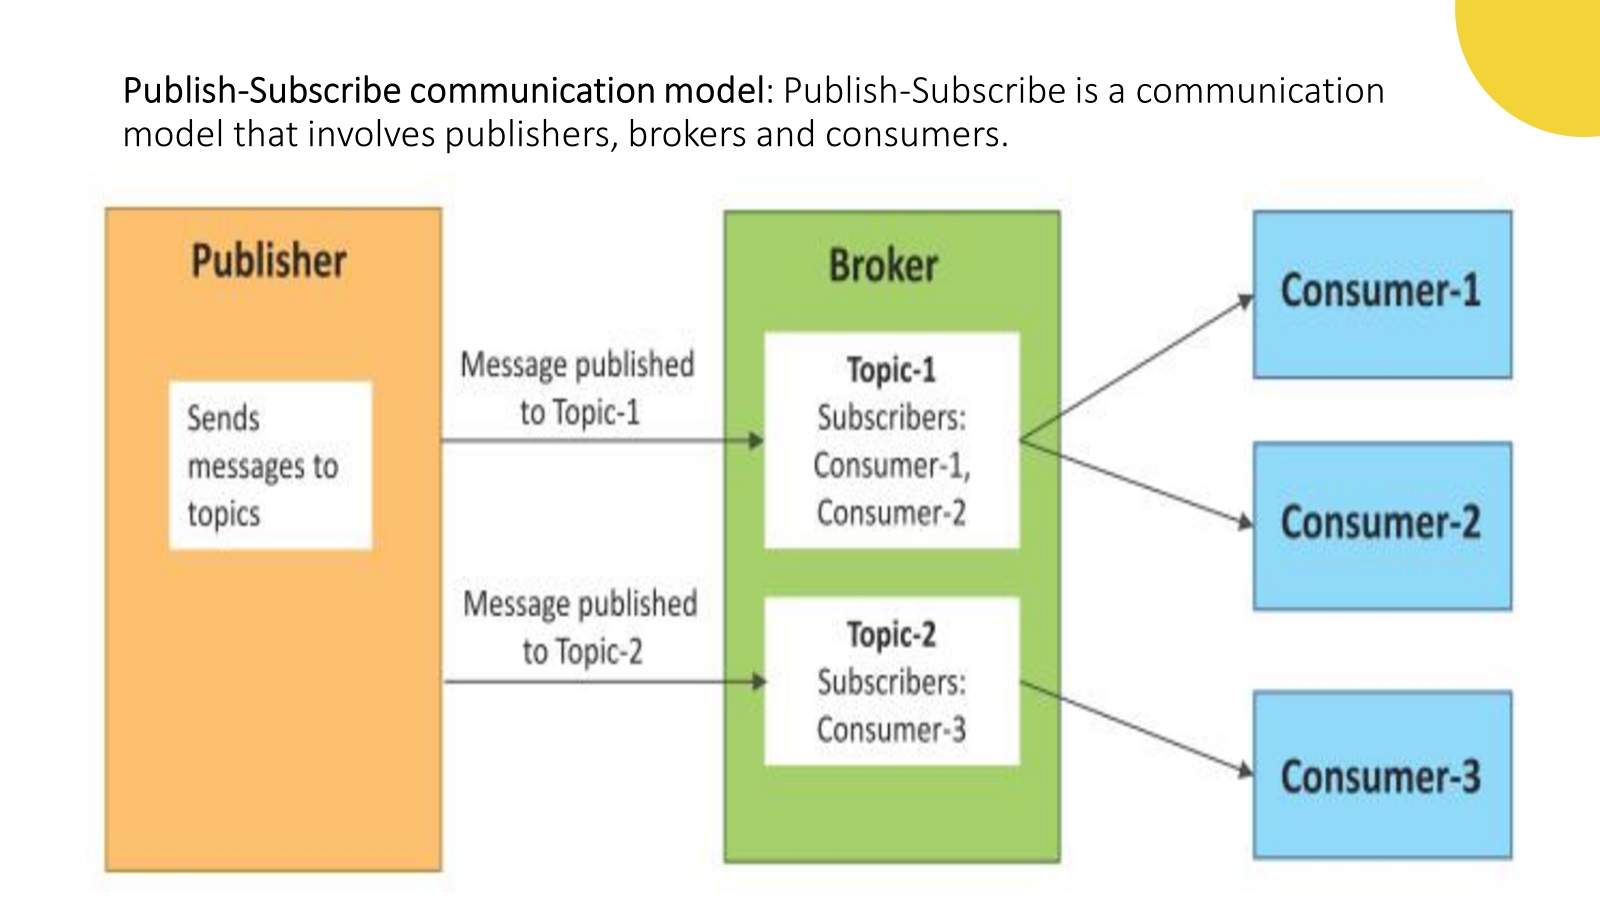 Publish-Subscribe communication model: Publish-Subscribe is a communication
model that involves publishers, brokers and consumers.
Publisher
Sends
messages to
topics
Message published
to Topic-1
Message published
to Topic-2
Broker
Topic-1
Subscribers:
Consumer-1,
Consumer-2
Topic-2
Subscribers:
Consumer-3
Consumer-1
Consumer-2
Consumer-3